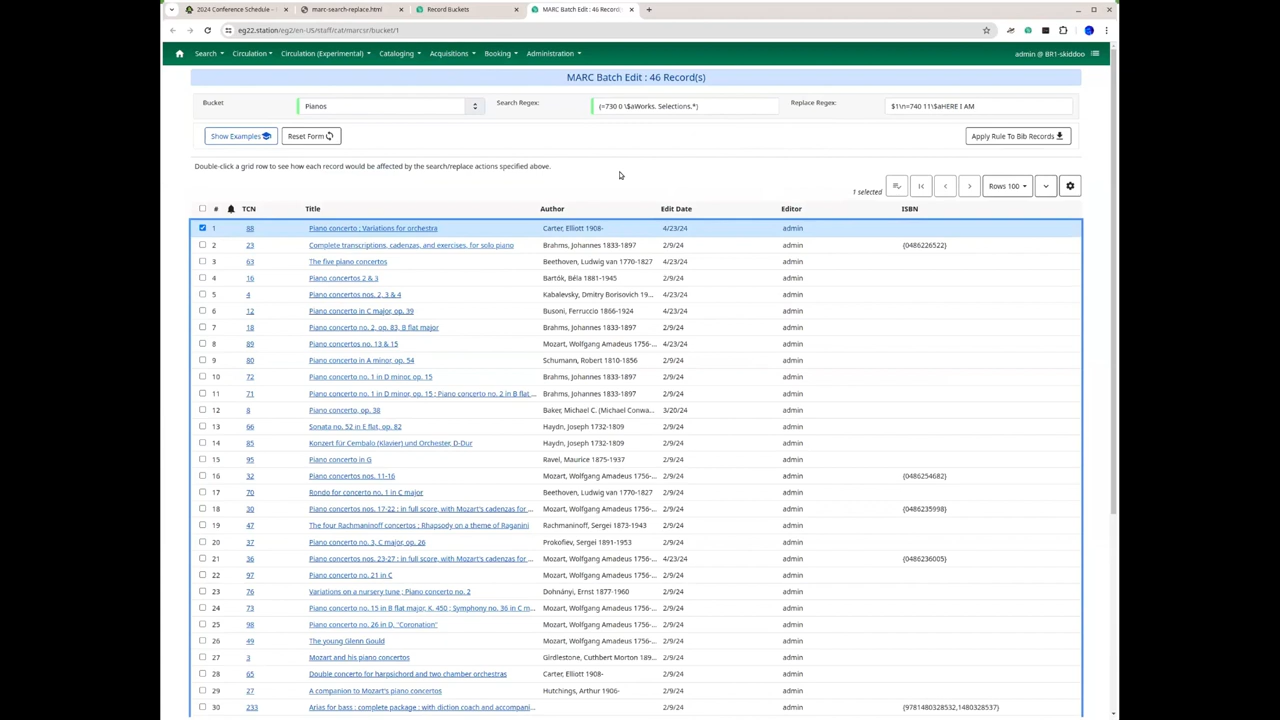 2024 Conference Schedule –
marc-search-replace.html
Record Buckets
MARC Batch Edit : 46 Record
eg22.station/eg2/en-US/staff/cat/marcsr/bucket/1
Search Circulation Circulation (Experimental) Cataloging Acquisitions Booking Administration admin @ BR1-skiddoo
MARC Batch Edit : 46 Record(s)
Bucket Pianos Search Regex: (=730 0 \$aWorks. Selections.*) Replace Regex: $1\n=740 11\$aHERE I AM
Show Examples Reset Form Apply Rule To Bib Records
Double-click a grid row to see how each record would be affected by the search/replace actions specified above.
1 selected Rows 100
# TCN Title Author Edit Date Editor ISBN
1 88 Piano concerto ; Variations for orchestra Carter, Elliott 1908- 4/23/24 admin
2 23 Complete transcriptions, cadenzas, and exercises, for solo piano Brahms, Johannes 1833-1897 2/9/24 admin {0486226522}
3 63 The five piano concertos Beethoven, Ludwig van 1770-1827 4/23/24 admin
4 16 Piano concertos 2 & 3 Bartók, Béla 1881-1945 2/9/24 admin
5 4 Piano concertos nos. 2, 3 & 4 Kabalevsky, Dmitry Borisovich 19... 4/23/24 admin
6 12 Piano concerto in C major, op. 39 Busoni, Ferruccio 1866-1924 4/23/24 admin
7 18 Piano concerto no. 2, op. 83, B flat major Brahms, Johannes 1833-1897 2/9/24 admin
8 89 Piano concertos no. 13 & 15 Mozart, Wolfgang Amadeus 1756-... 4/23/24 admin
9 80 Piano concerto in A minor, op. 54 Schumann, Robert 1810-1856 2/9/24 admin
10 72 Piano concerto no. 1 in D minor, op. 15 Brahms, Johannes 1833-1897 2/9/24 admin
11 71 Piano concerto no. 1 in D minor, op. 15 ; Piano concerto no. 2 in B flat ... Brahms, Johannes 1833-1897 2/9/24 admin
12 8 Piano concerto, op. 38 Baker, Michael C. (Michael Conwa... 3/20/24 admin
13 66 Sonata no. 52 in E flat, op. 82 Haydn, Joseph 1732-1809 2/9/24 admin
14 85 Konzert für Cembalo (Klavier) und Orchester, D-Dur Haydn, Joseph 1732-1809 2/9/24 admin
15 95 Piano concerto in G Ravel, Maurice 1875-1937 2/9/24 admin
16 32 Piano concertos nos. 11-16 Mozart, Wolfgang Amadeus 1756-... 2/9/24 admin {0486254682}
17 70 Rondo for concerto no. 1 in C major Beethoven, Ludwig van 1770-1827 2/9/24 admin
18 30 Piano concertos nos. 17-22 : in full score, with Mozart's cadenzas for ... Mozart, Wolfgang Amadeus 1756-... 2/9/24 admin {0486235998}
19 47 The four Rachmaninoff concertos ; Rhapsody on a theme of Raganini Rachmaninoff, Sergei 1873-1943 2/9/24 admin
20 37 Piano concerto no. 3, C major, op. 26 Prokofiev, Sergei 1891-1953 2/9/24 admin
21 36 Piano concertos nos. 23-27 : in full score, with Mozart's cadenzas for ... Mozart, Wolfgang Amadeus 1756-... 4/23/24 admin {0486236005}
22 97 Piano concerto no. 21 in C Mozart, Wolfgang Amadeus 1756-... 2/9/24 admin
23 76 Variations on a nursery tune ; Piano concerto no. 2 Dohnányi, Ernst 1877-1960 2/9/24 admin
24 73 Piano concerto no. 15 in B flat major, K. 450 ; Symphony no. 36 in C m... Mozart, Wolfgang Amadeus 1756-... 2/9/24 admin
25 98 Piano concerto no. 26 in D, "Coronation" Mozart, Wolfgang Amadeus 1756-... 2/9/24 admin
26 49 The young Glenn Gould Mozart, Wolfgang Amadeus 1756-... 2/9/24 admin
27 3 Mozart and his piano concertos Girdlestone, Cuthbert Morton 189... 2/9/24 admin
28 65 Double concerto for harpsichord and two chamber orchestras Carter, Elliott 1908- 2/9/24 admin
29 27 A companion to Mozart's piano concertos Hutchings, Arthur 1906- 2/9/24 admin
30 233 Arias for bass : complete package : with diction coach and accompani... 2/9/24 admin {9781480328532,1480328537}